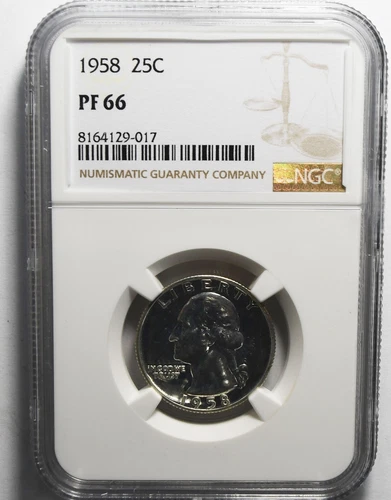 1958 25C
PF 66
8164129-017
NUMISMATIC GUARANTY COMPANY
NGC®
LIBERTY
IN GOD WE
TRUST
1958